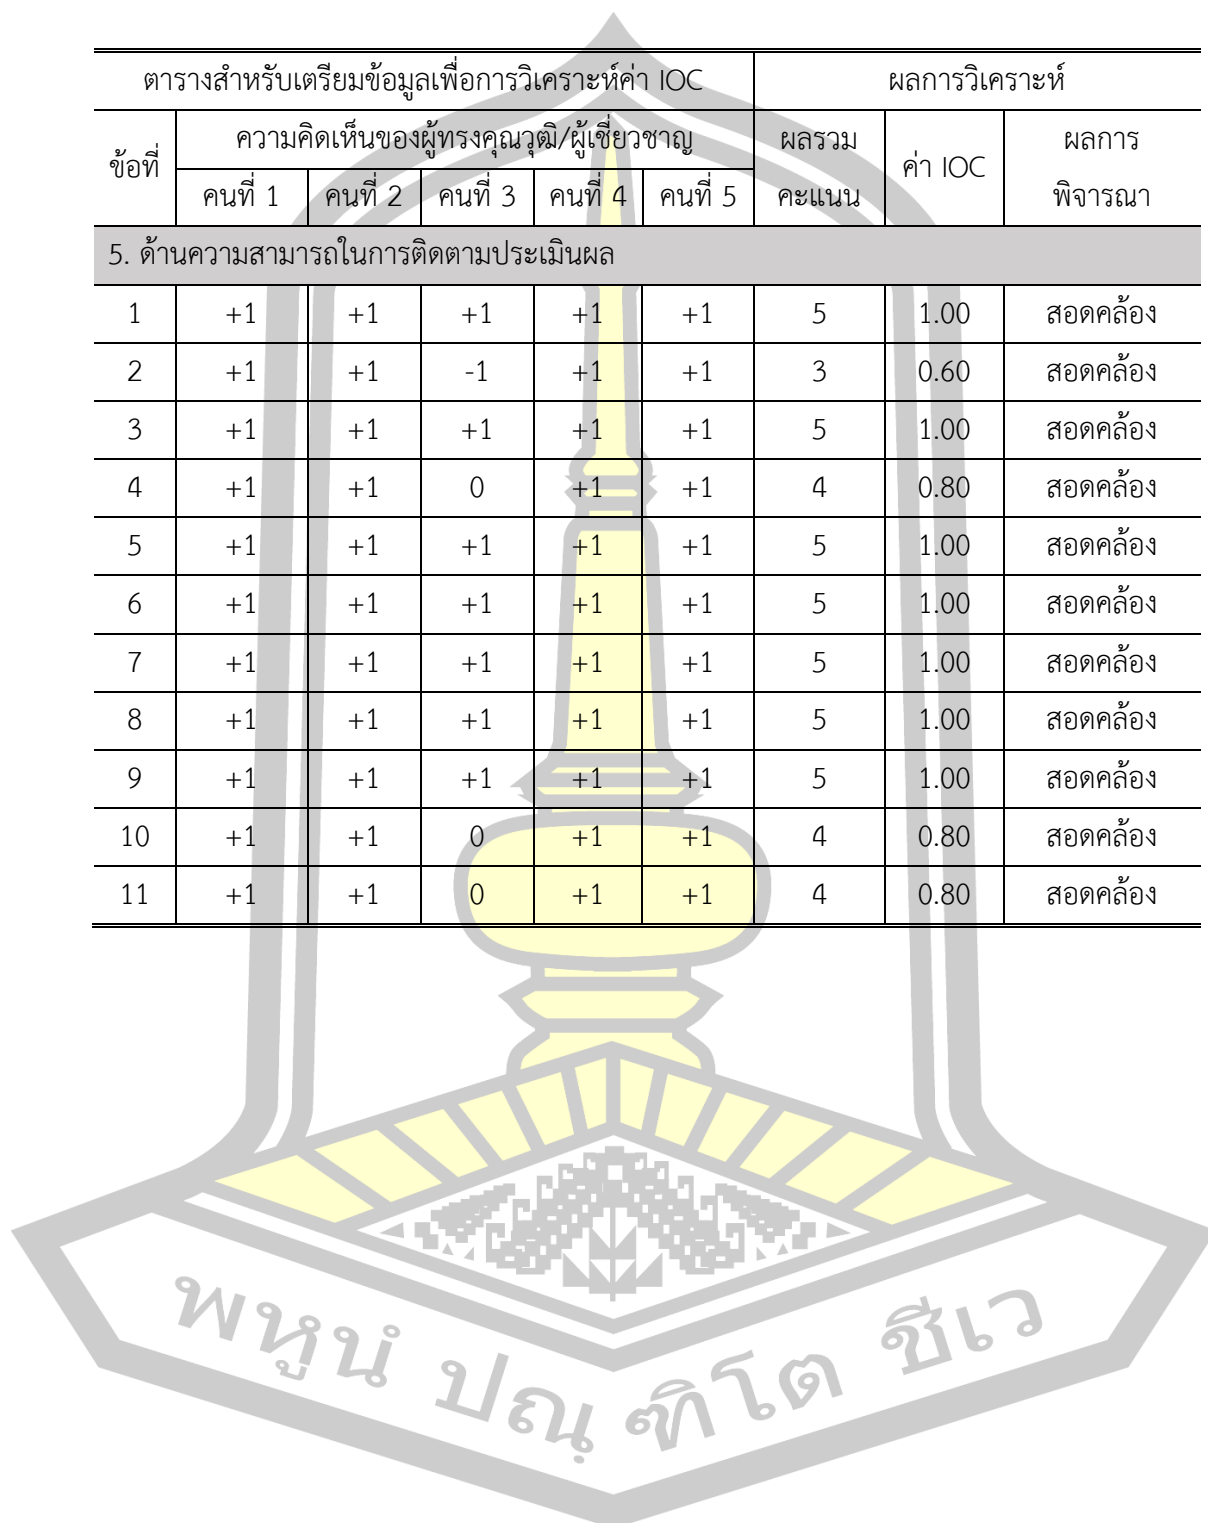 ตารางสำหรับเตรียมข้อมูลเพื่อการวิเคราะห์ค่า IOC ผลการวิเคราะห์
ข้อที่ ความคิดเห็นของผู้ทรงคุณวุฒิ/ผู้เชี่ยวชาญ ผลรวมคะแนน ค่า IOC ผลการพิจารณา
คนที่ 1 คนที่ 2 คนที่ 3 คนที่ 4 คนที่ 5
5. ด้านความสามารถในการติดตามประเมินผล
1 +1 +1 +1 +1 +1 5 1.00 สอดคล้อง
2 +1 +1 -1 +1 +1 3 0.60 สอดคล้อง
3 +1 +1 +1 +1 +1 5 1.00 สอดคล้อง
4 +1 +1 0 +1 +1 4 0.80 สอดคล้อง
5 +1 +1 +1 +1 +1 5 1.00 สอดคล้อง
6 +1 +1 +1 +1 +1 5 1.00 สอดคล้อง
7 +1 +1 +1 +1 +1 5 1.00 สอดคล้อง
8 +1 +1 +1 +1 +1 5 1.00 สอดคล้อง
9 +1 +1 +1 +1 +1 5 1.00 สอดคล้อง
10 +1 +1 0 +1 +1 4 0.80 สอดคล้อง
11 +1 +1 0 +1 +1 4 0.80 สอดคล้อง
พหูนํ ปณฺฑิโต ชีเว